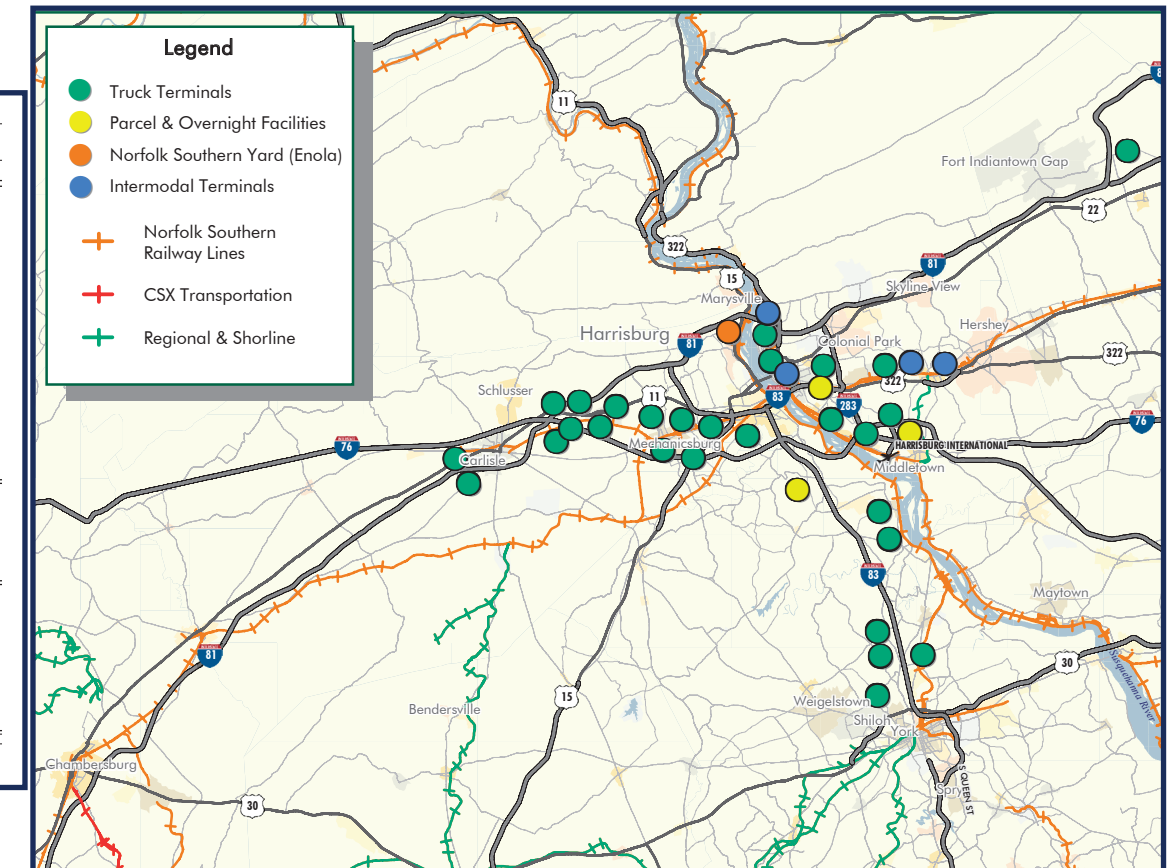 Legend
Truck Terminals
Parcel & Overnight Facilities
Norfolk Southern Yard (Enola)
Intermodal Terminals
Norfolk Southern
Railway Lines
CSX Transportation
Regional & Shorline
11
Fort Indiantown Gap
22
322
81
15
Skyline View
Marysville
Hershey
Harrisburg
81
Colonial Park
322
322
Schlusser
11
83
283
76
76
Mechanicsburg
HARRISBURG INTERNATIONAL
Carlisle
Middletown
83
Maytown
81
30
Susquehanna River
15
Weigelstown
Bendersville
Shiloh
York
Chambersburg
S QUEEN ST
Spry
30